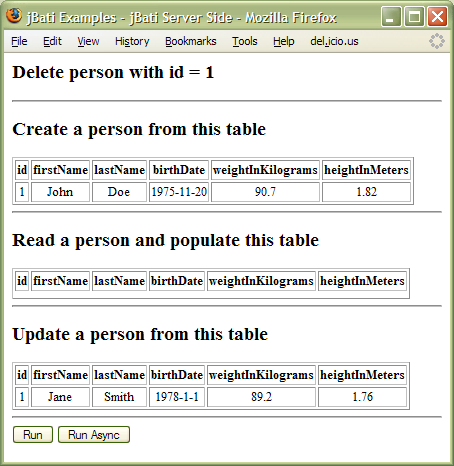 jBati Examples - jBati Server Side - Mozilla Firefox
File Edit View History Bookmarks Tools Help del.icio.us
Delete person with id = 1
Create a person from this table
id firstName lastName birthDate weightInKilograms heightInMeters
1 John Doe 1975-11-20 90.7 1.82
Read a person and populate this table
id firstName lastName birthDate weightInKilograms heightInMeters
Update a person from this table
id firstName lastName birthDate weightInKilograms heightInMeters
1 Jane Smith 1978-1-1 89.2 1.76
Run Run Async